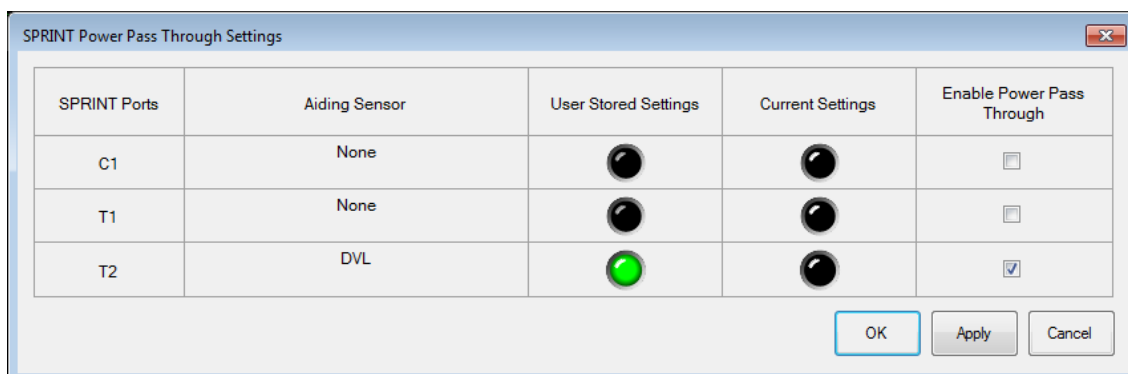 SPRINT Power Pass Through Settings
SPRINT Ports
Aiding Sensor
User Stored Settings
Current Settings
Enable Power Pass
Through
C1
None
T1
None
T2
DVL
OK
Apply
Cancel